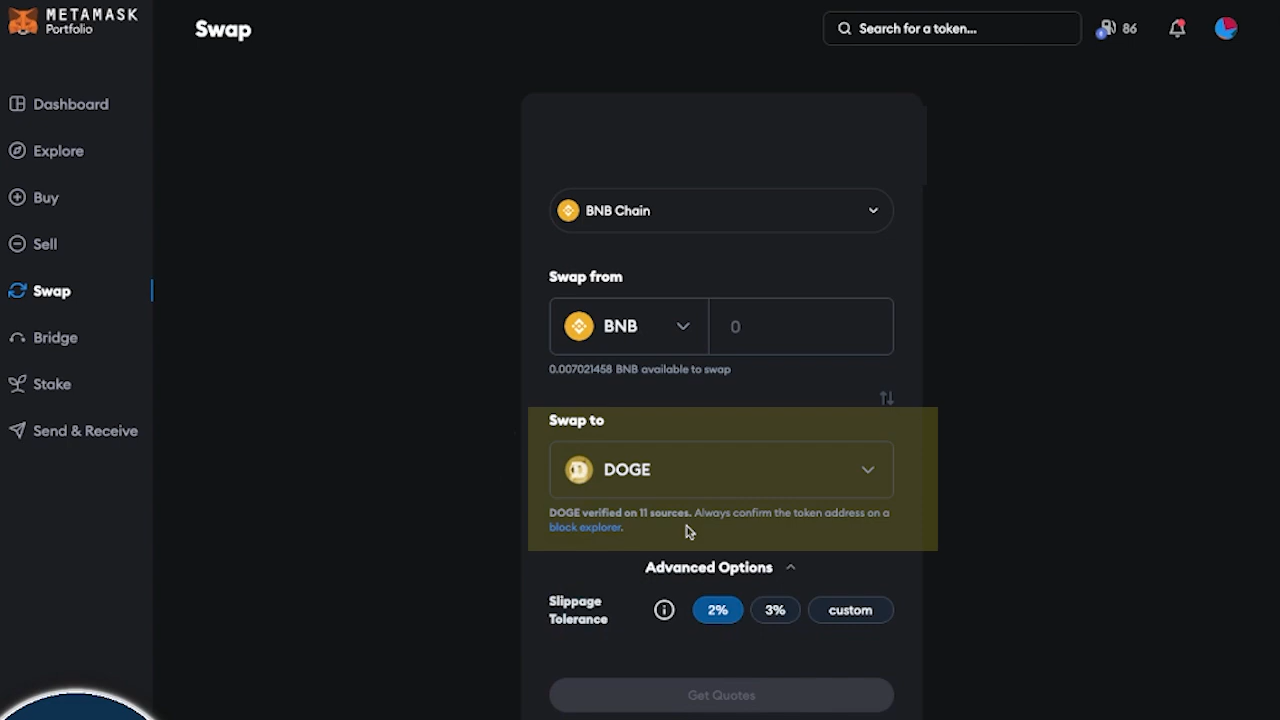 METAMASK
Portfolio
Swap
Search for a token...
86
Dashboard
Explore
Buy
Sell
Swap
Bridge
Stake
Send & Receive
BNB Chain
Swap from
BNB
0
0.007021458 BNB available to swap
Swap to
DOGE
DOGE verified on 11 sources. Always confirm the token address on a
block explorer.
Advanced Options
Slippage
Tolerance
2%
3%
custom
Get Quotes